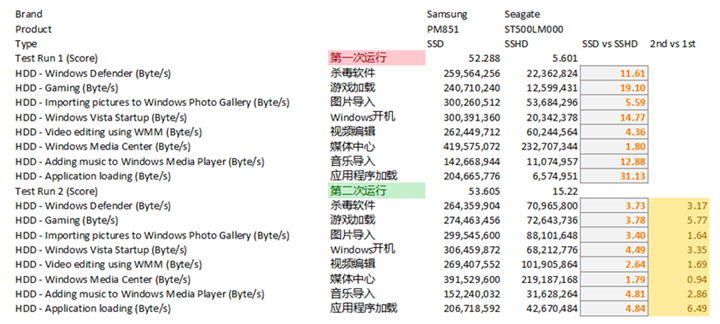 Brand Samsung Seagate
Product PM851 ST500LM000
Type SSD SSHD SSD vs SSHD 2nd vs 1st
Test Run 1 (Score) 第一次运行 52.288 5.601
HDD - Windows Defender (Byte/s) 杀毒软件 259,564,256 22,362,824 11.61
HDD - Gaming (Byte/s) 游戏加载 240,710,240 12,599,431 19.10
HDD - Importing pictures to Windows Photo Gallery (Byte/s) 图片导入 300,260,512 53,684,296 5.59
HDD - Windows Vista Startup (Byte/s) Windows开机 300,391,360 20,342,378 14.77
HDD - Video editing using WMM (Byte/s) 视频编辑 262,449,712 60,244,564 4.36
HDD - Windows Media Center (Byte/s) 媒体中心 419,575,072 232,707,344 1.80
HDD - Adding music to Windows Media Player (Byte/s) 音乐导入 142,668,944 11,074,957 12.88
HDD - Application loading (Byte/s) 应用程序加载 204,665,776 6,574,951 31.13
Test Run 2 (Score) 第二次运行 53.605 15.22
HDD - Windows Defender (Byte/s) 杀毒软件 264,359,904 70,965,800 3.73 3.17
HDD - Gaming (Byte/s) 游戏加载 274,463,456 72,643,736 3.78 5.77
HDD - Importing pictures to Windows Photo Gallery (Byte/s) 图片导入 299,545,600 88,101,648 3.40 1.64
HDD - Windows Vista Startup (Byte/s) Windows开机 306,459,872 68,212,776 4.49 3.35
HDD - Video editing using WMM (Byte/s) 视频编辑 269,407,552 101,905,864 2.64 1.69
HDD - Windows Media Center (Byte/s) 媒体中心 391,529,600 219,187,168 1.79 0.94
HDD - Adding music to Windows Media Player (Byte/s) 音乐导入 152,240,032 31,628,264 4.81 2.86
HDD - Application loading (Byte/s) 应用程序加载 206,718,592 42,670,484 4.84 6.49